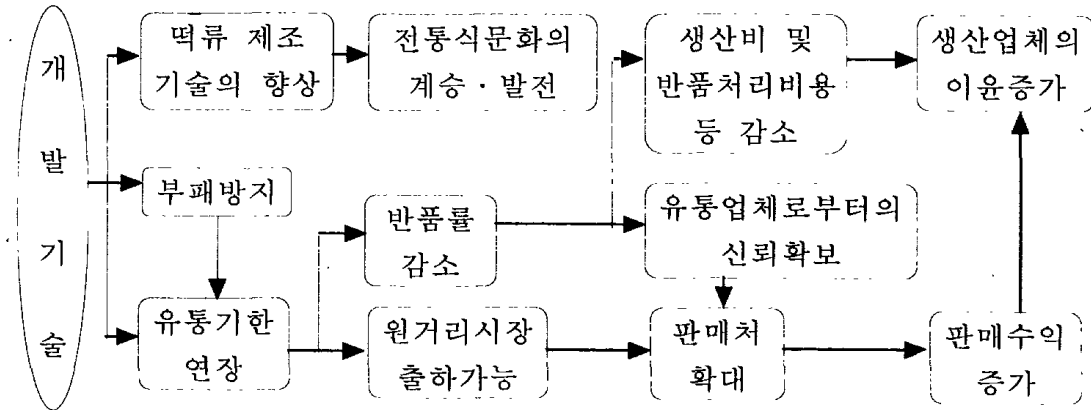 개
발
기
술
떡류 제조
기술의 향상
전통식문화의
계승·발전
생산비 및
반품처리비용
등 감소
생산업체의
이윤증가
부패방지
반품률
감소
유통업체로부터의
신뢰확보
유통기한
연장
원거리시장
출하가능
판매처
확대
판매수익
증가